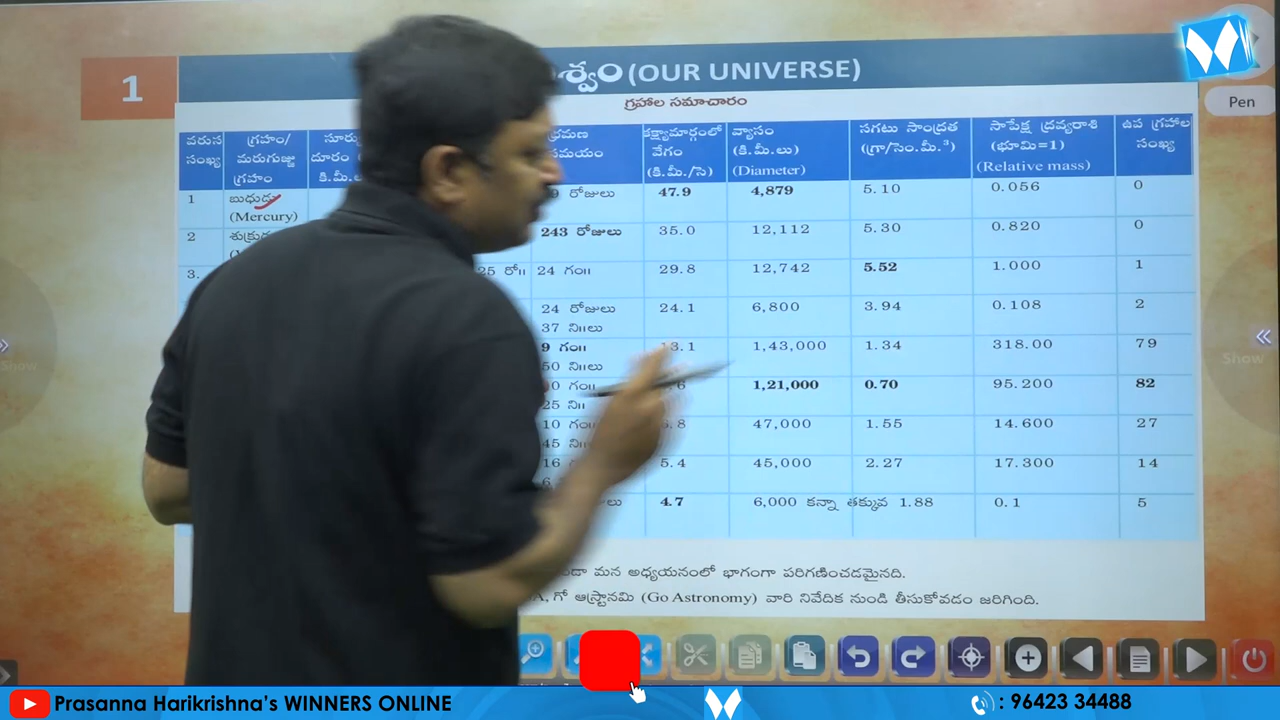 1
శ్వం (OUR UNIVERSE)
గ్రహాల సమాచారం
Pen
వరుస సంఖ్య గ్రహం/ మరుగుజ్జు గ్రహం కక్ష్యామార్గంలో వేగం (కి.మీ./సె) వ్యాసం (కి.మీ.లు) (Diameter) సగటు సాంద్రత (గ్రా/సెం.మీ.³) సాపేక్ష ద్రవ్యరాశి (భూమి=1) (Relative mass) ఉప గ్రహాల సంఖ్య
1 బుధుడు (Mercury) రోజులు 47.9 4,879 5.10 0.056 0
2 243 రోజులు 35.0 12,112 5.30 0.820 0
3. 25 రో॥ 24 గం॥ 29.8 12,742 5.52 1.000 1
24 రోజులు 37 ని॥లు 24.1 6,800 3.94 0.108 2
9 గం॥ 50 ని॥లు 1,43,000 1.34 318.00 79
గం॥ 25 ని॥ 1,21,000 0.70 95.200 82
10 45 47,000 1.55 14.600 27
16 5.4 45,000 2.27 17.300 14
4.7 6,000 కన్నా తక్కువ 1.88 0.1 5
మన అధ్యయనంలో భాగంగా పరిగణించడమైనది.
గో ఆస్ట్రానమి (Go Astronomy) వారి నివేదిక నుండి తీసుకోవడం జరిగింది.
Show
Show
Prasanna Harikrishna's WINNERS ONLINE
: 96423 34488